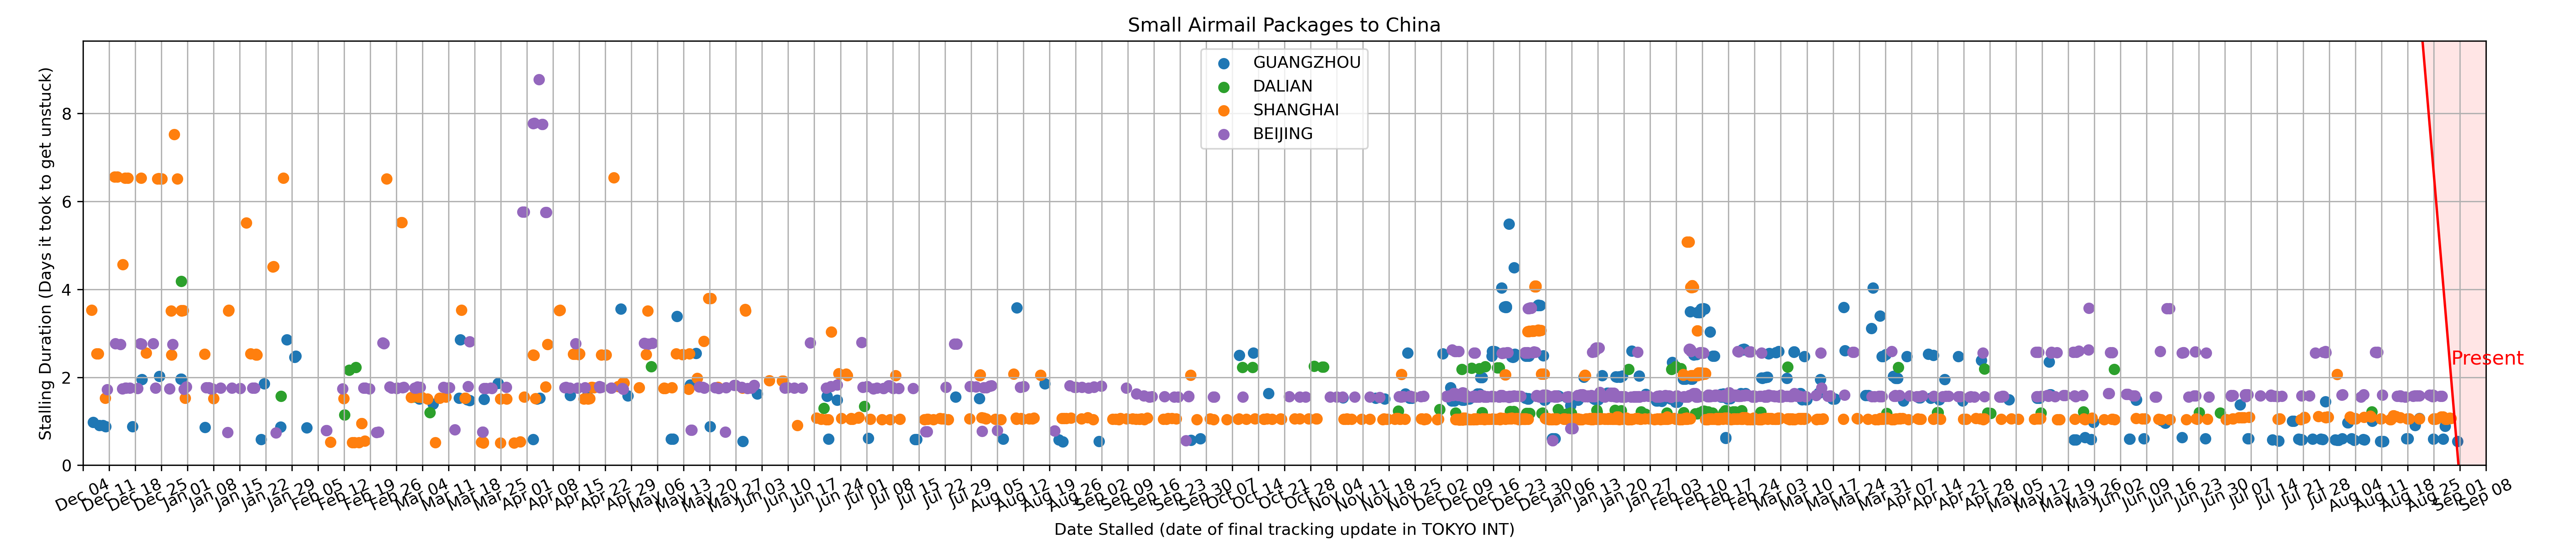 Small Airmail Packages to China
GUANGZHOU
DALIAN
SHANGHAI
BEIJING
Stalling Duration (Days it took to get unstuck)
8
6
4
2
0
Present
Dec 04 Dec 11 Dec 18 Dec 25 Jan 01 Jan 08 Jan 15 Jan 22 Jan 29 Feb 05 Feb 12 Feb 19 Feb 26 Mar 04 Mar 11 Mar 18 Mar 25 Apr 01 Apr 08 Apr 15 Apr 22 Apr 29 May 06 May 13 May 20 May 27 Jun 03 Jun 10 Jun 17 Jun 24 Jul 01 Jul 08 Jul 15 Jul 22 Jul 29 Aug 05 Aug 12 Aug 19 Aug 26 Sep 02 Sep 09 Sep 16 Sep 23 Sep 30 Oct 07 Oct 14 Oct 21 Oct 28 Nov 04 Nov 11 Nov 18 Nov 25 Dec 02 Dec 09 Dec 16 Dec 23 Dec 30 Jan 06 Jan 13 Jan 20 Jan 27 Feb 03 Feb 10 Feb 17 Feb 24 Mar 03 Mar 10 Mar 17 Mar 24 Mar 31 Apr 07 Apr 14 Apr 21 Apr 28 May 05 May 12 May 19 May 26 Jun 02 Jun 09 Jun 16 Jun 23 Jun 30 Jul 07 Jul 14 Jul 21 Jul 28 Aug 04 Aug 11 Aug 18 Aug 25 Sep 01 Sep 08
Date Stalled (date of final tracking update in TOKYO INT)